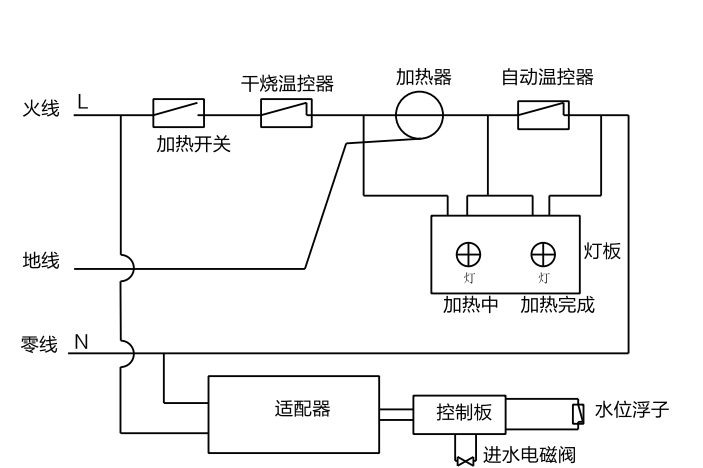 干烧温控器
加热器
自动温控器
火线
L
加热开关
地线
灯板
灯
灯
加热中
加热完成
零线
N
适配器
控制板
水位浮子
进水电磁阀